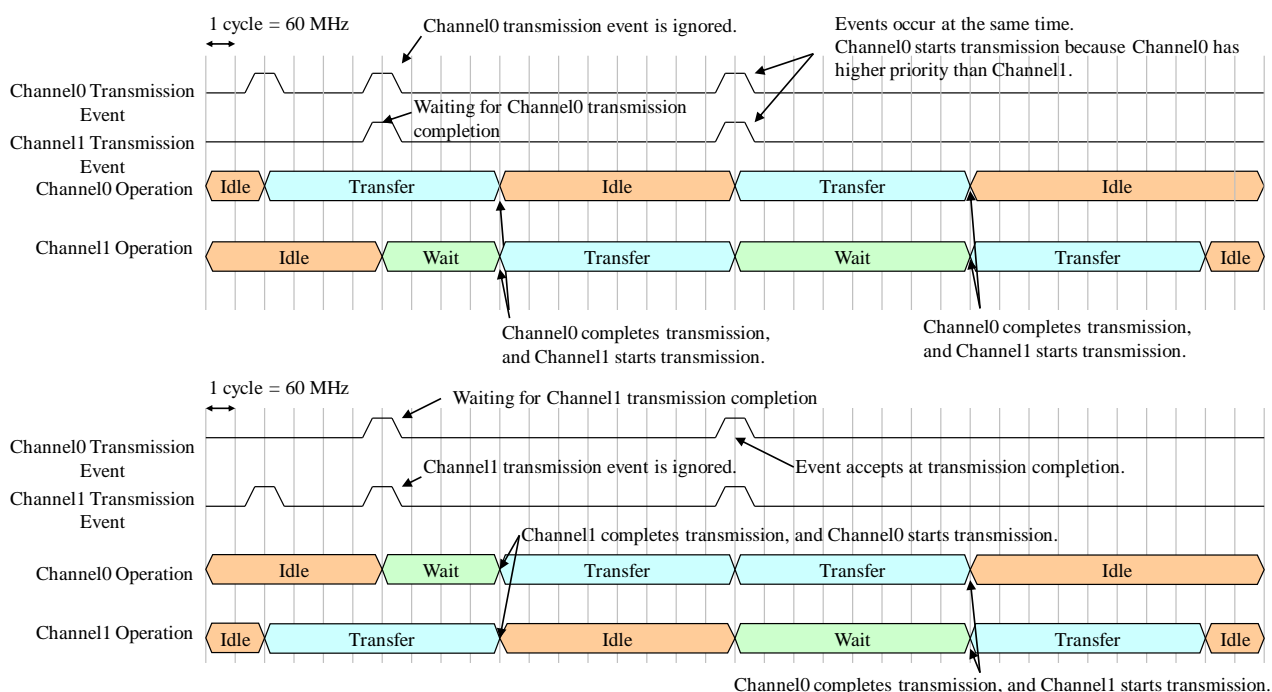 1 cycle = 60 MHz
Channel0 transmission event is ignored.
Events occur at the same time.
Channel0 starts transmission because Channel0 has
higher priority than Channel1.
Channel0 Transmission
Event
Waiting for Channel0 transmission
completion
Channel1 Transmission
Event
Channel0 Operation
Idle
Transfer
Idle
Transfer
Idle
Channel1 Operation
Idle
Wait
Transfer
Wait
Transfer
Idle
Channel0 completes transmission,
and Channel1 starts transmission.
Channel0 completes transmission,
and Channel1 starts transmission.
1 cycle = 60 MHz
Waiting for Channel1 transmission completion
Channel0 Transmission
Event
Channel1 transmission event is ignored.
Event accepts at transmission completion.
Channel1 Transmission
Event
Channel1 completes transmission, and Channel0 starts transmission.
Channel0 Operation
Idle
Wait
Transfer
Transfer
Idle
Channel1 Operation
Idle
Transfer
Idle
Wait
Transfer
Idle
Channel0 completes transmission, and Channel1 starts transmission.